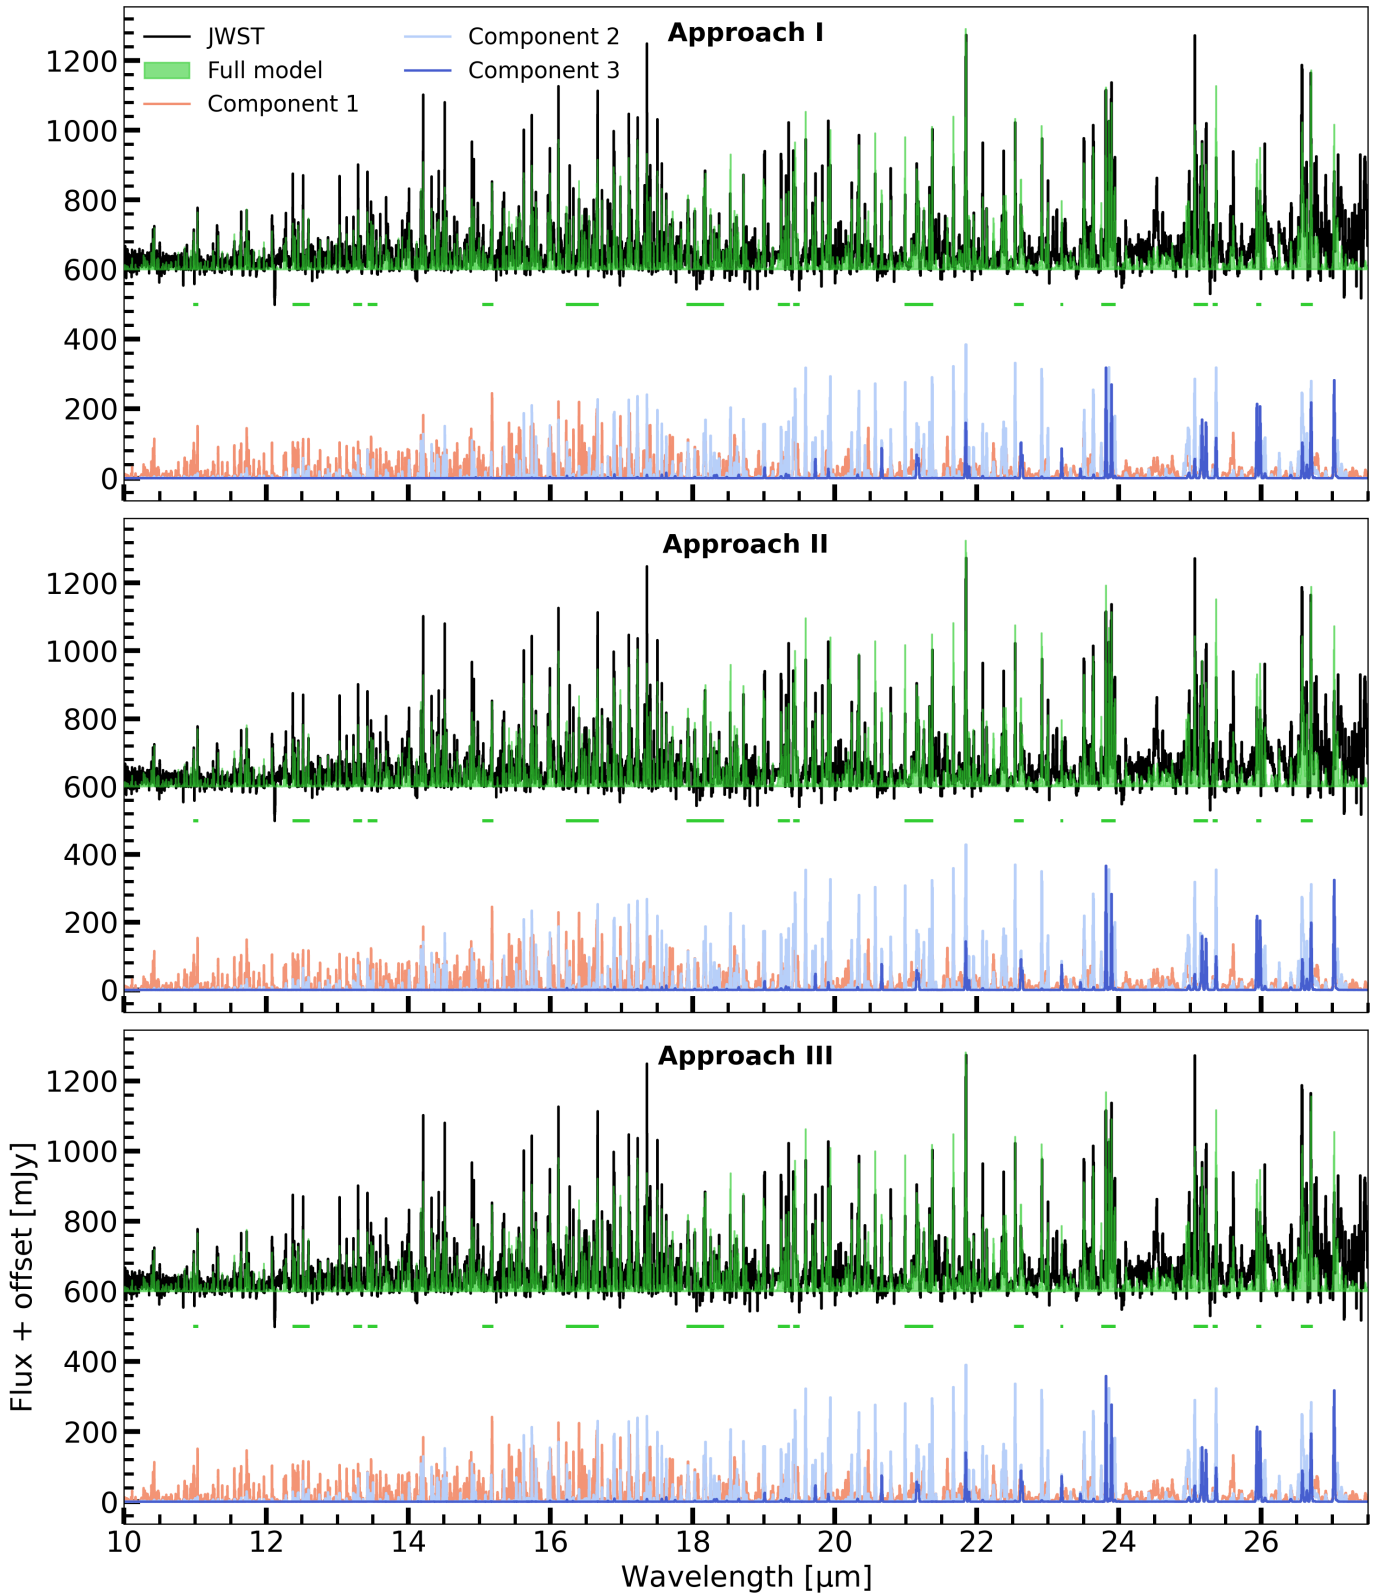 Approach I
JWST
Full model
Component 1
Component 2
Component 3
1200
1000
800
600
400
200
0
Approach II
1200
1000
800
600
400
200
0
Approach III
1200
1000
800
600
400
200
0
Flux + offset [mJy]
10 12 14 16 18 20 22 24 26
Wavelength [μm]